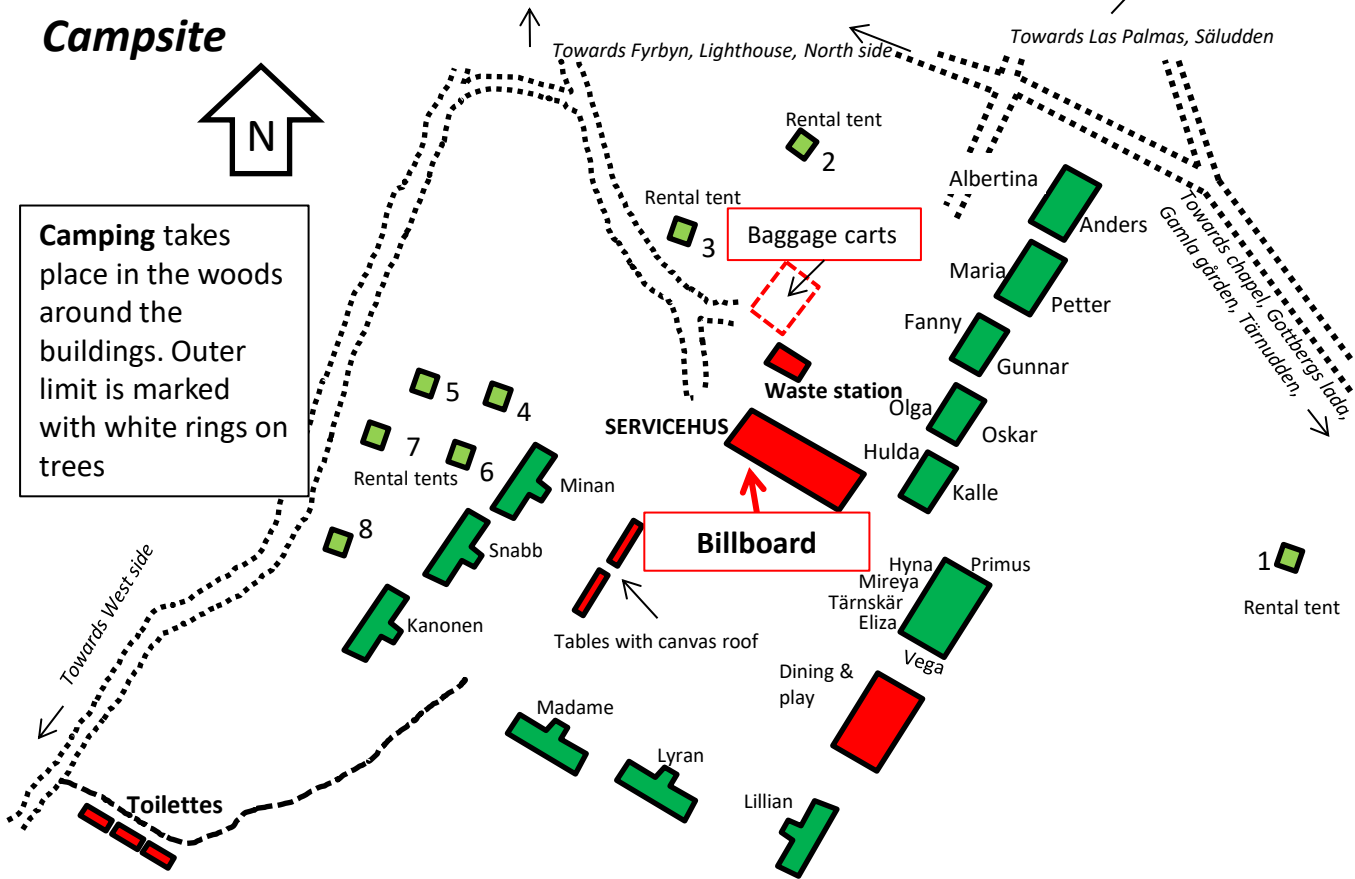 Campsite
N
Towards Fyrbyn, Lighthouse, North side
Towards Las Palmas, Säludden
Camping takes
place in the woods
around the
buildings. Outer
limit is marked
with white rings on
trees
Rental tent
2
Rental tent
3
Baggage carts
Albertina
Anders
Maria
Petter
Fanny
Gunnar
Towards chapel, Gottbergs lada,
Gamla gården, Tärnudden,
Waste station
Olga
Oskar
SERVICEHUS
Hulda
Kalle
5
4
7
6
Rental tents
Minan
8
Snabb
Kanonen
Billboard
Tables with canvas roof
Hyna
Primus
Mireya
Tärnskär
Eliza
Vega
1
Rental tent
Towards West side
Dining &
play
Madame
Lyran
Lillian
Toilettes